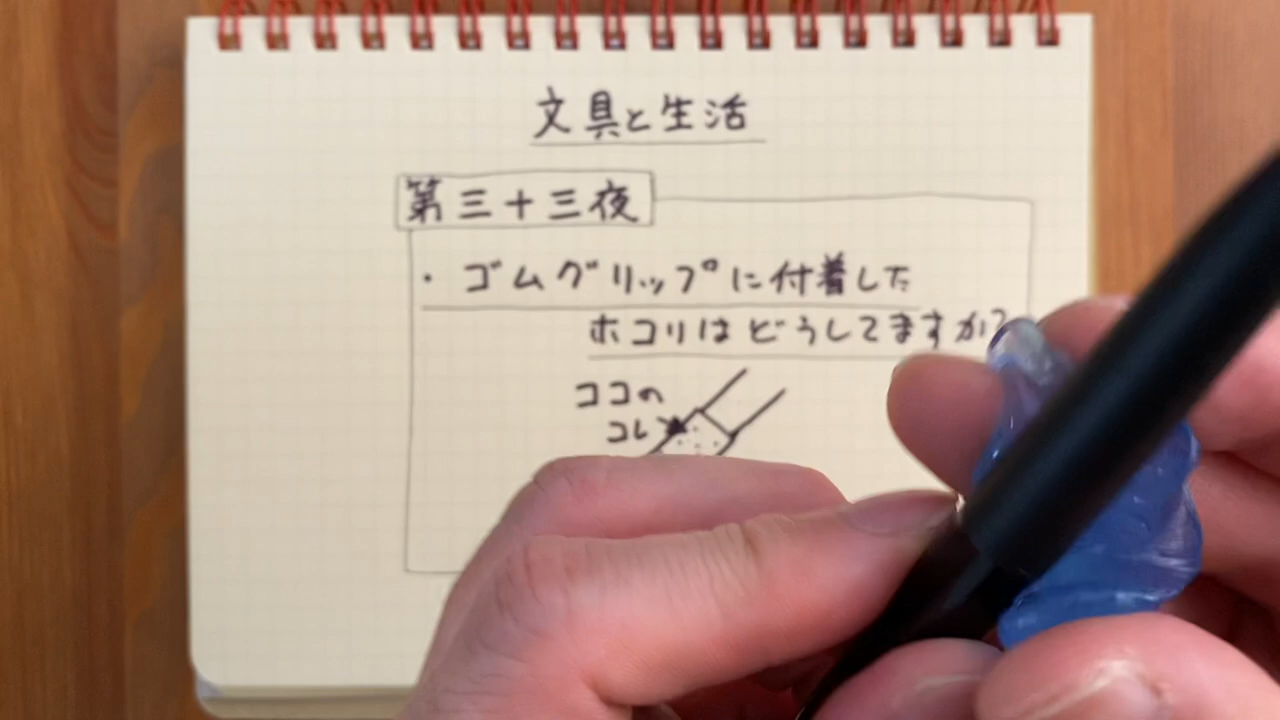 文具と生活
第三十三夜
・ゴムグリップに付着した
ホコリはどうしてますか?
ココの
コレ